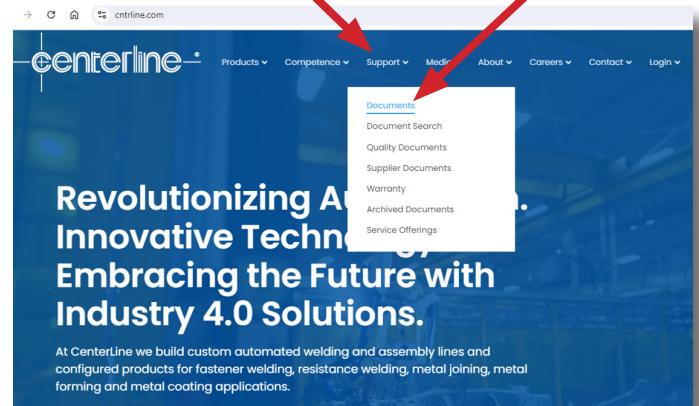 cntrline.com
centerline
Products Competence Support About Careers Contact Login
Documents
Document Search
Quality Documents
Supplier Documents
Warranty
Archived Documents
Service Offerings
Revolutionizing
Innovative
Embracing the Future with
Industry 4.0 Solutions.
At CenterLine we build custom automated welding and assembly lines and
configured products for fastener welding, resistance welding, metal joining, metal
forming and metal coating applications.